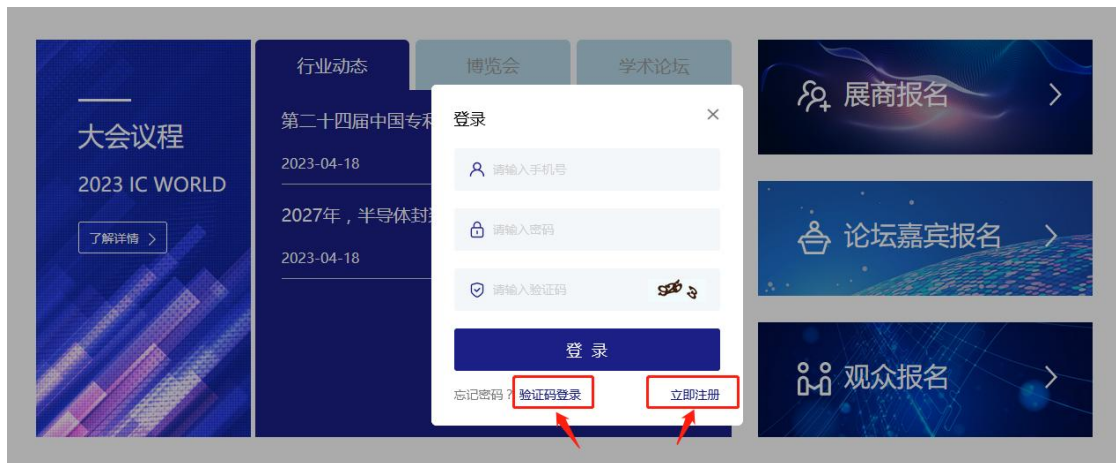 大会议程
2023 IC WORLD
了解详情
行业动态
博览会
学术论坛
第二十四届中国专利
2023-04-18
2027年，半导体封
2023-04-18
登录
请输入手机号
请输入密码
请输入验证码
登 录
忘记密码？验证码登录
立即注册
展商报名
论坛嘉宾报名
观众报名